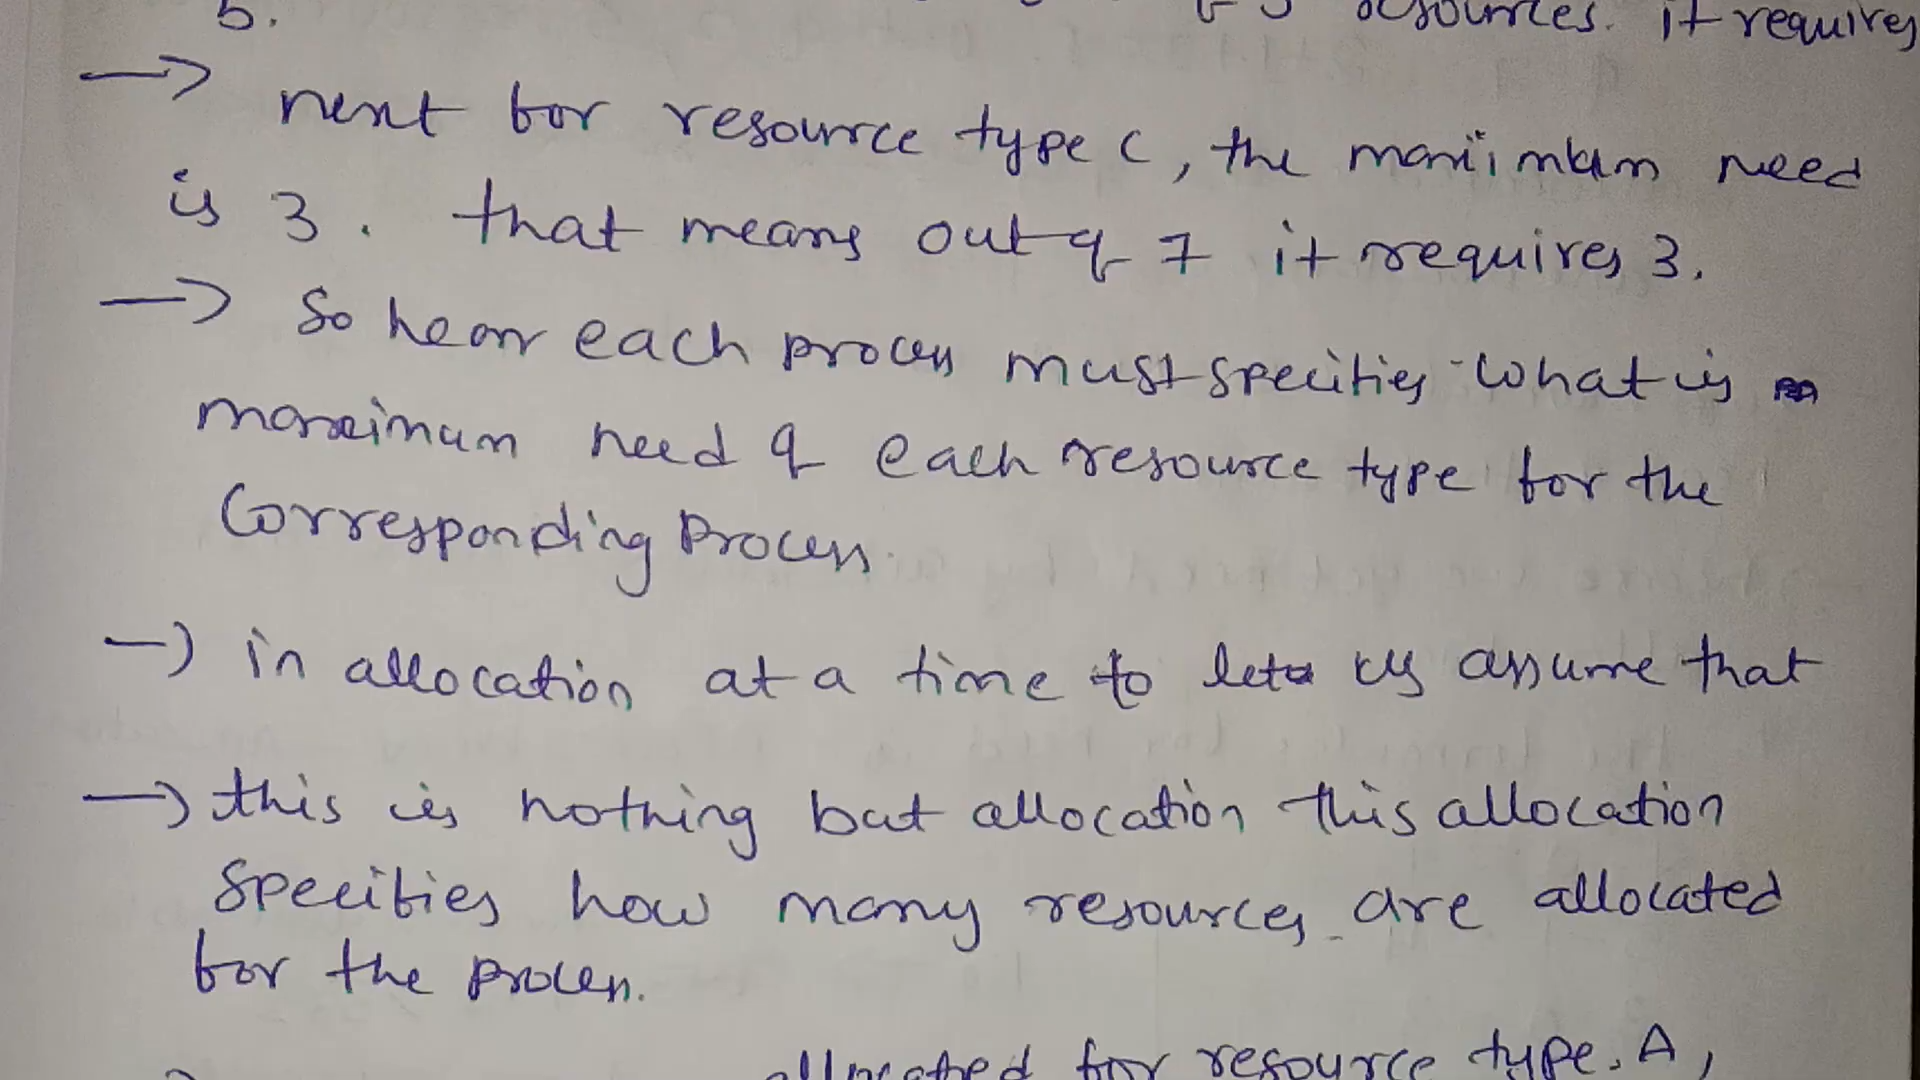 5. resources. it requires
→ next for resource type C, the maximum need
is 3. that means out of 7 it requires 3.
→ So hear each process must specifies what is
maximum need of each resource type for the
Corresponding Process.
→ in allocation at a time to let us assume that
→ this is nothing but allocation this allocation
Specifies how many resources are allocated
for the process.
allocated for resource type. A,